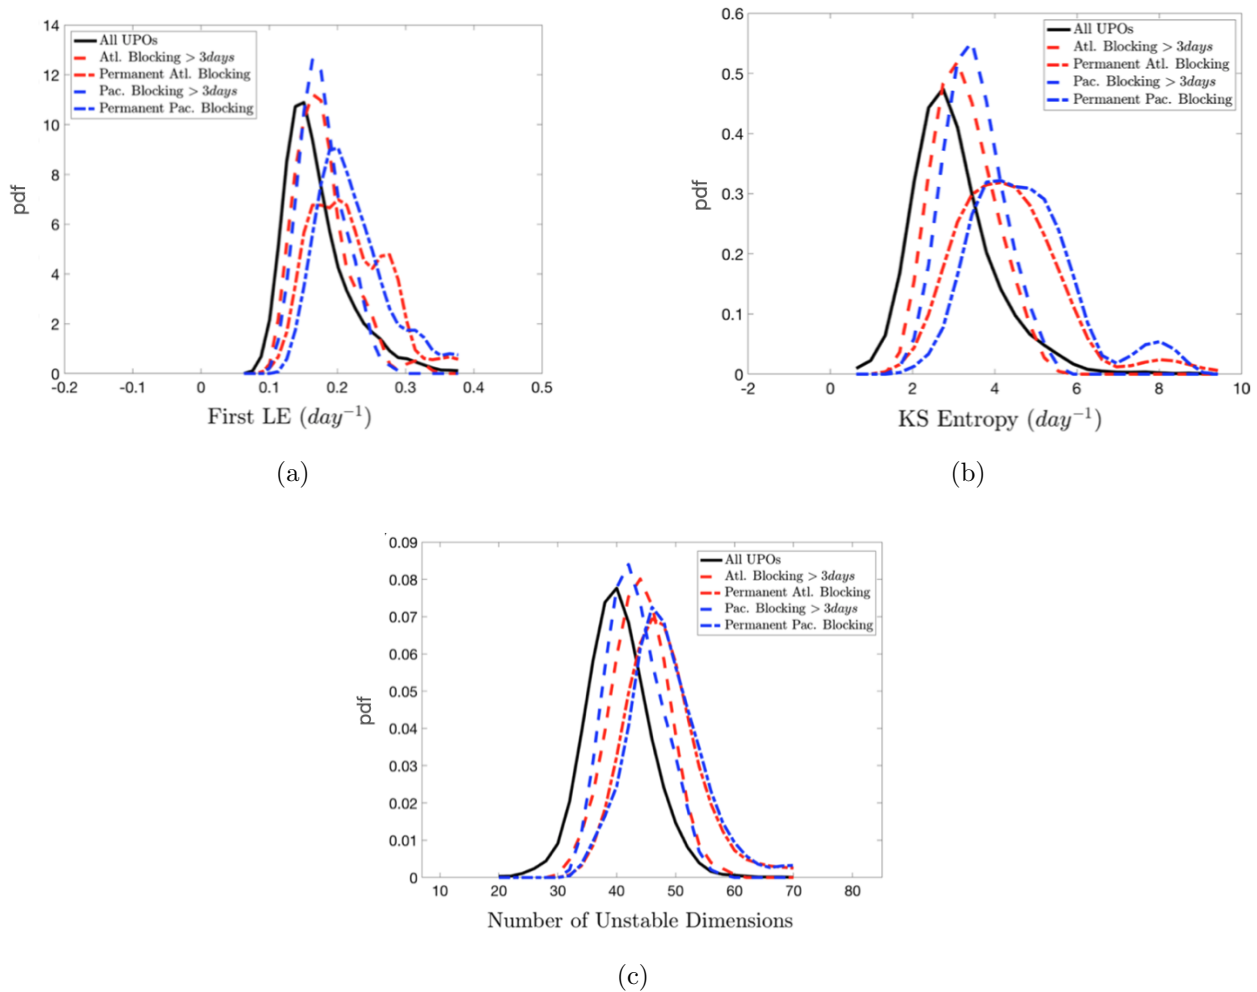 14
12
10
8
6
4
2
0
pdf
All UPOs
Atl. Blocking > 3days
Permanent Atl. Blocking
Pac. Blocking > 3days
Permanent Pac. Blocking
-0.2 -0.1 0 0.1 0.2 0.3 0.4 0.5
First LE (day⁻¹)
(a)
0.6
0.5
0.4
0.3
0.2
0.1
0
pdf
All UPOs
Atl. Blocking > 3days
Permanent Atl. Blocking
Pac. Blocking > 3days
Permanent Pac. Blocking
-2 0 2 4 6 8 10
KS Entropy (day⁻¹)
(b)
0.09
0.08
0.07
0.06
0.05
0.04
0.03
0.02
0.01
0
pdf
All UPOs
Atl. Blocking > 3days
Permanent Atl. Blocking
Pac. Blocking > 3days
Permanent Pac. Blocking
10 20 30 40 50 60 70 80
Number of Unstable Dimensions
(c)